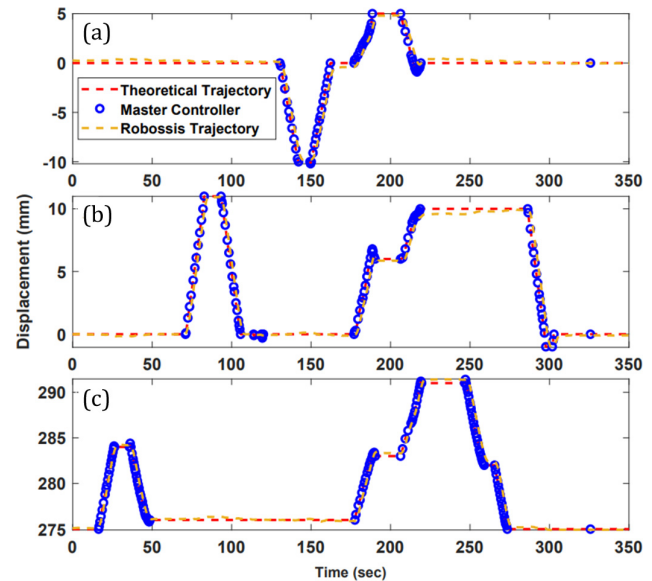 (a)
5
0
-5
-10
Theoretical Trajectory
Master Controller
Robossis Trajectory
0 50 100 150 200 250 300 350
(b)
10
5
0
0 50 100 150 200 250 300 350
Displacement (mm)
(c)
290
285
280
275
0 50 100 150 200 250 300 350
Time (sec)